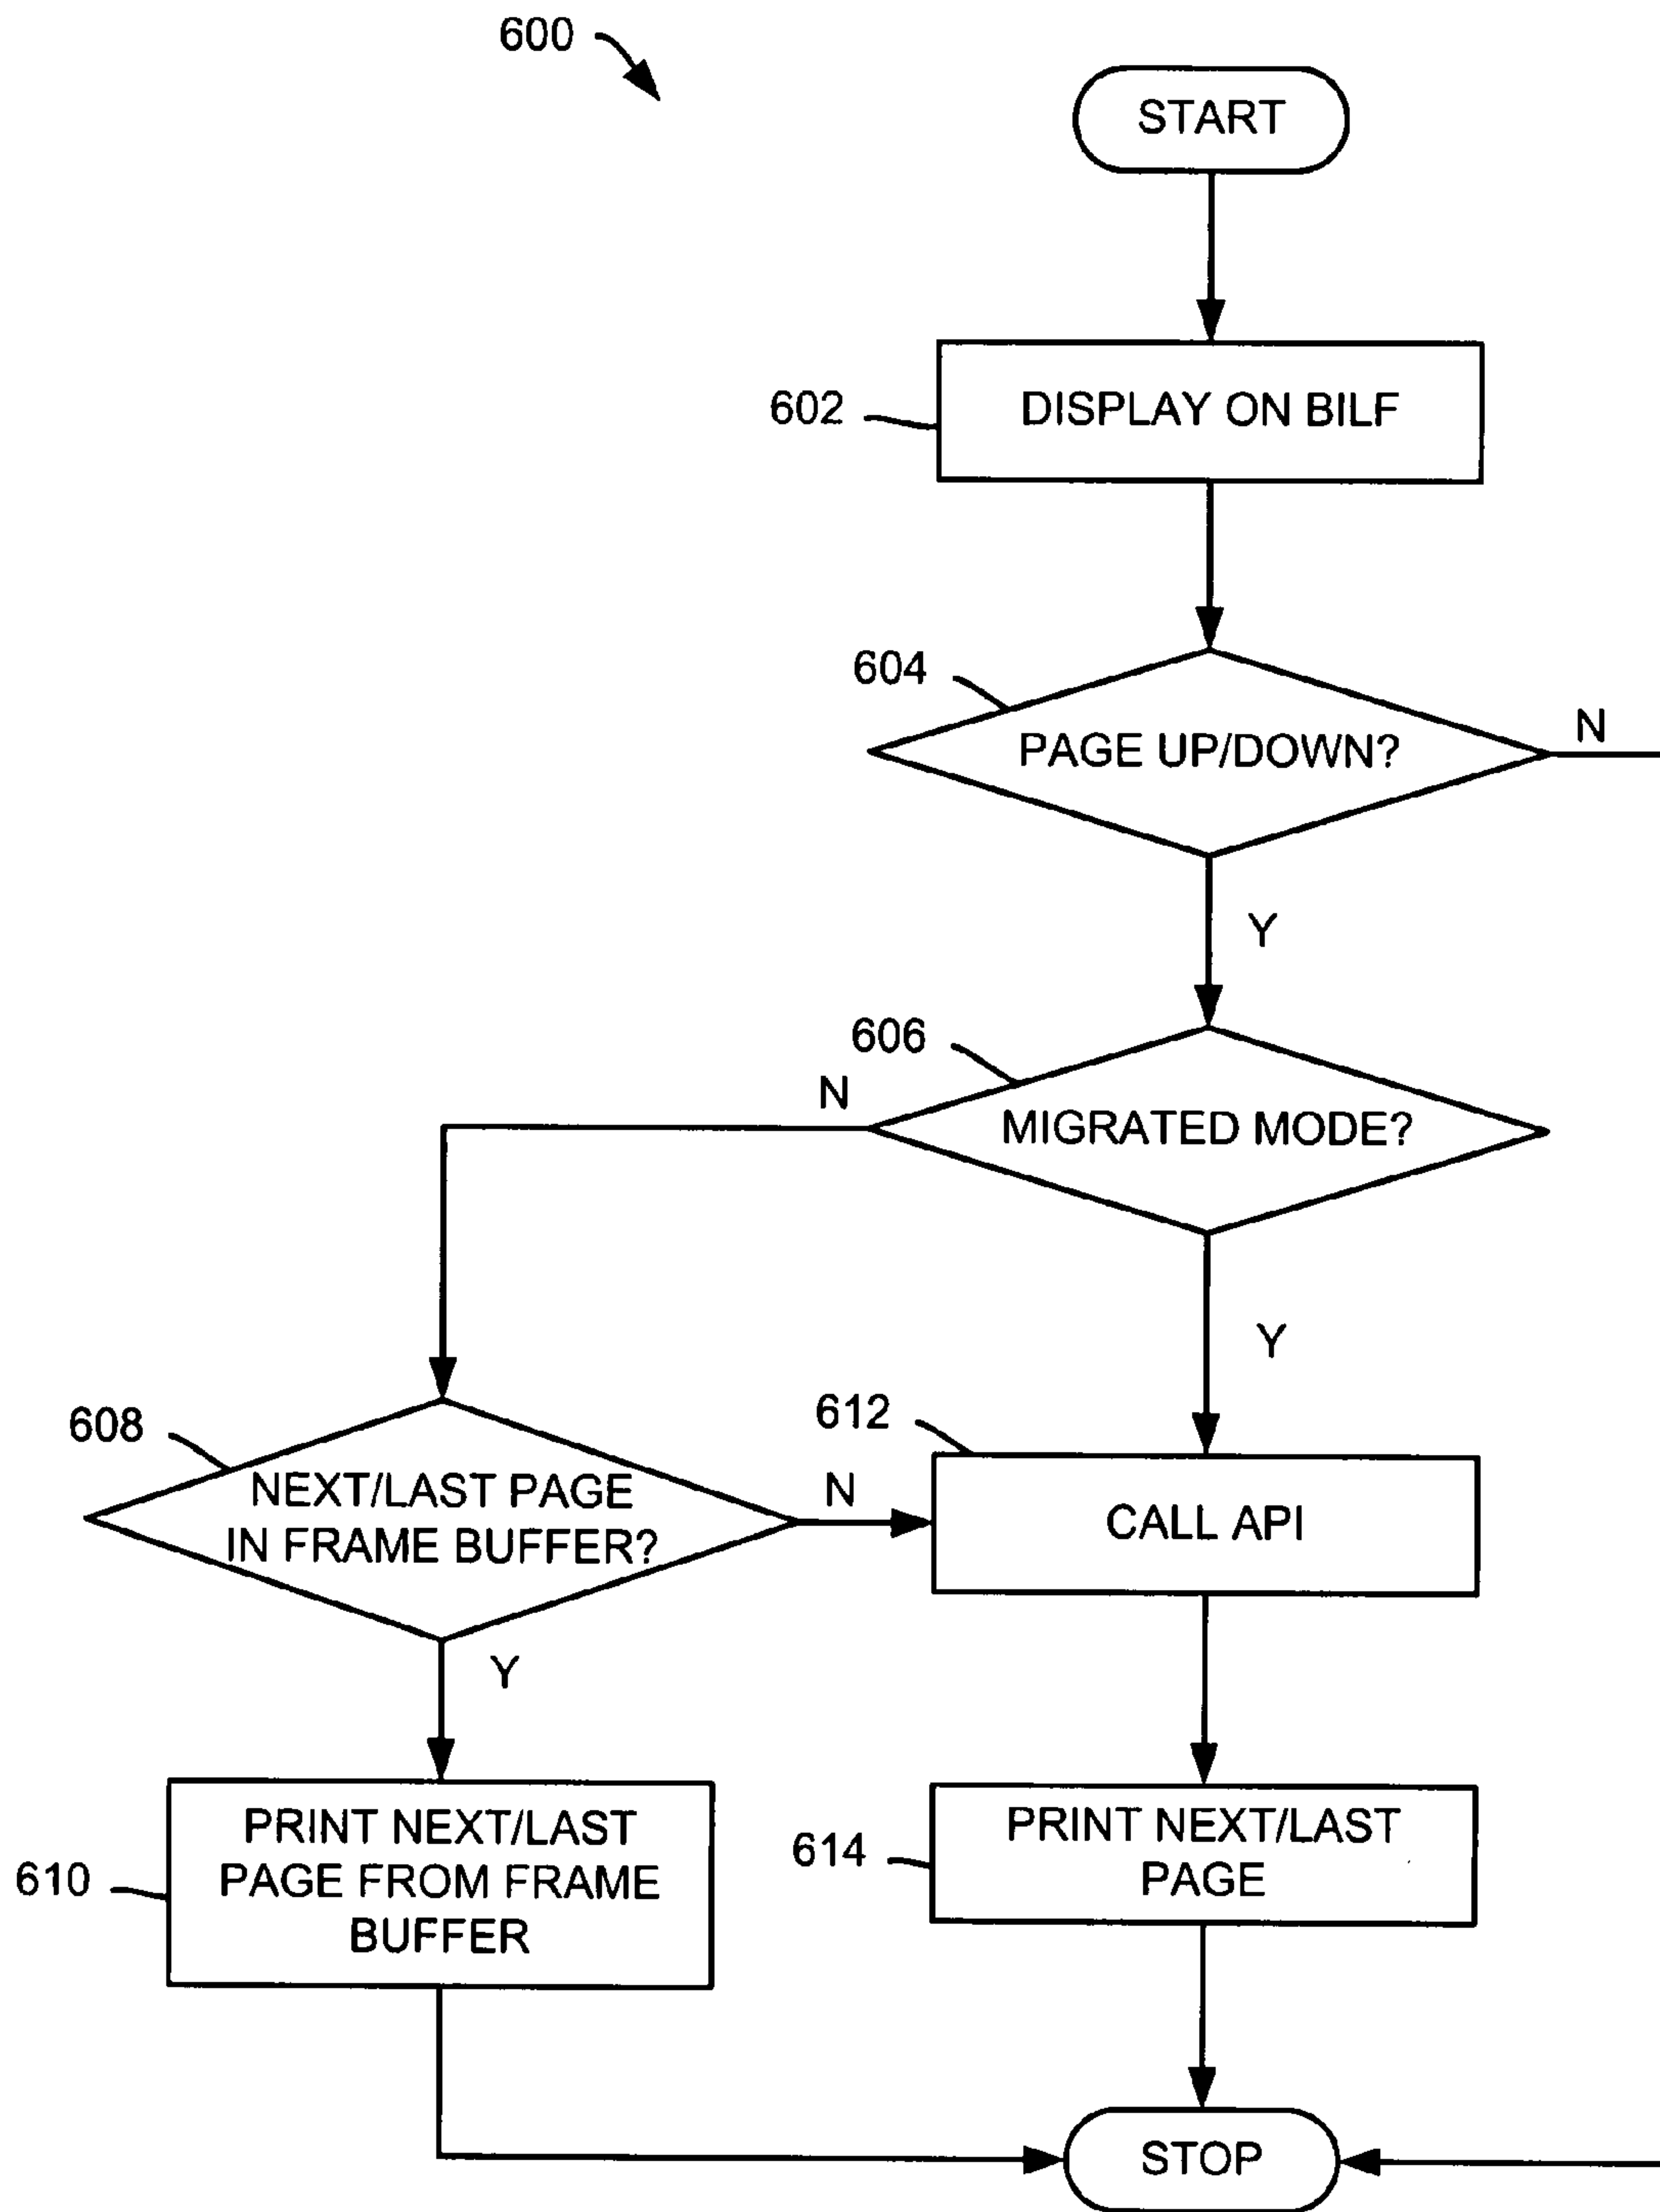 600
START
602
DISPLAY ON BILF
604
PAGE UP/DOWN?
N
Y
606
N
MIGRATED MODE?
Y
608
NEXT/LAST PAGE
IN FRAME BUFFER?
N
612
CALL API
Y
610
PRINT NEXT/LAST
PAGE FROM FRAME
BUFFER
614
PRINT NEXT/LAST
PAGE
STOP